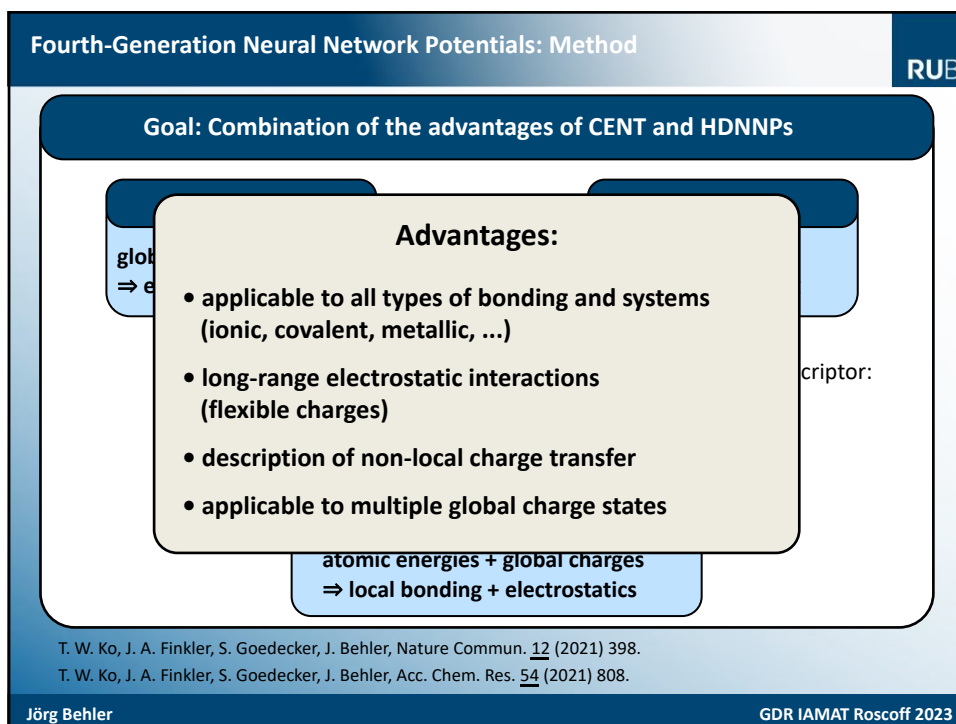 Fourth-Generation Neural Network Potentials: Method
RUB
Goal: Combination of the advantages of CENT and HDNNPs
Advantages:
glob
⇒ e
• applicable to all types of bonding and systems
(ionic, covalent, metallic, ...)
• long-range electrostatic interactions
(flexible charges)
criptor:
• description of non-local charge transfer
• applicable to multiple global charge states
atomic energies + global charges
⇒ local bonding + electrostatics
T. W. Ko, J. A. Finkler, S. Goedecker, J. Behler, Nature Commun. 12 (2021) 398.
T. W. Ko, J. A. Finkler, S. Goedecker, J. Behler, Acc. Chem. Res. 54 (2021) 808.
Jörg Behler
GDR IAMAT Roscoff 2023